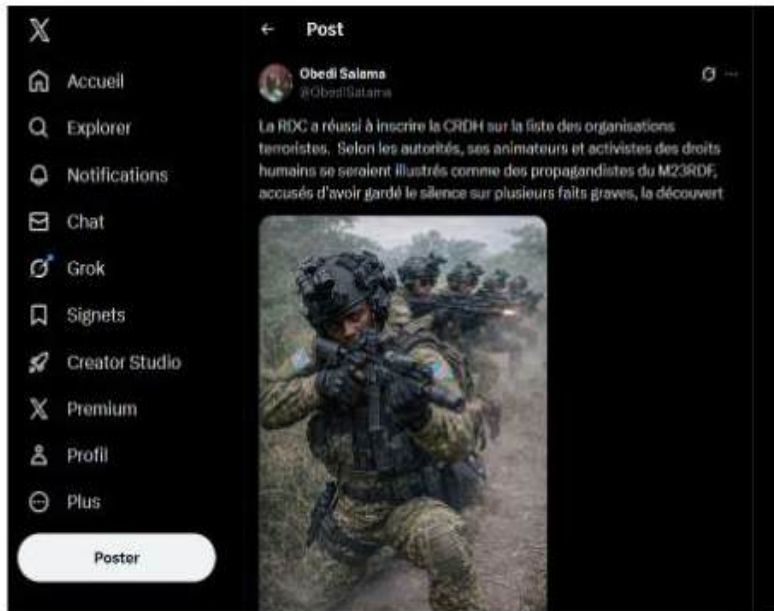 Accueil
Explorer
Notifications
Chat
Grok
Signets
Creator Studio
Premium
Profil
Plus
Poster
Post
Obedi Salama
@ObediSalama
La RDC a réussi à inscrire la CRDH sur la liste des organisations
terroristes. Selon les autorités, ses animateurs et activistes des droits
humains se seraient illustrés comme des propagandistes du M23RDF,
accusés d'avoir gardé le silence sur plusieurs faits graves, la découvert